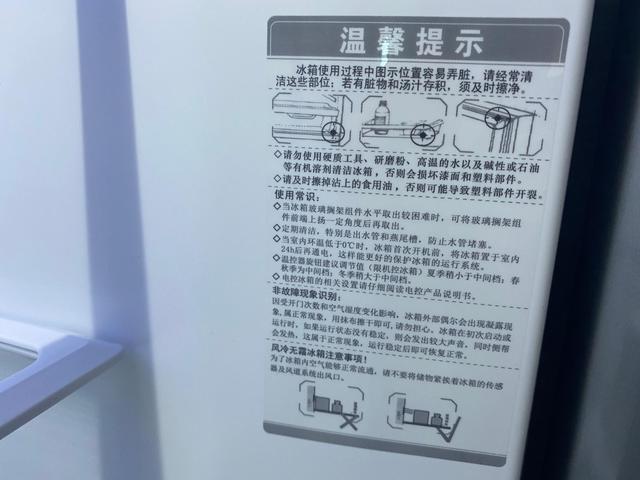 温馨提示
冰箱使用过程中图示位置容易弄脏，请经常清
洁这些部位；若有脏物和汤汁存积，须及时擦净。
◇请勿使用硬质工具、研磨粉、高温的水以及碱性或石油
等有机溶剂清洁冰箱，否则会损坏漆面和塑料部件。
◇请及时擦掉沾上的食用油，否则可能导致塑料部件开裂。
使用常识：
◇当冰箱玻璃搁架组件水平取出较困难时，可将玻璃搁架组
件前端上扬一定角度后再取出。
◇定期清洁，特别是出水管和燕尾槽，防止水管堵塞。
◇当室内环温低于0℃时，冰箱首次开机前，将冰箱置于室内
24h后再通电，这样能更好的保护冰箱的运行系统。
◇温控器旋钮建议调节值（限机控冰箱）夏季稍小于中间档；春
秋季为中间档；冬季稍大于中间档。
◇电控冰箱的相关设置请仔细阅读电控产品说明书。
非故障现象识别：
因受开门次数和空气湿度变化影响，冰箱外部偶尔会出现凝露现
象，属正常现象，用抹布擦干即可，请勿担心。冰箱在初次启动或
运行时，如果运行状态没有稳定，则会发出较大声音，同时侧帮
会发热，这属于正常现象，运行稳定后即可恢复正常。
风冷无霜冰箱注意事项！
为了冰箱内空气能够正常流通，请不要将储物紧挨着冰箱的传感
器及风道系统出风口。